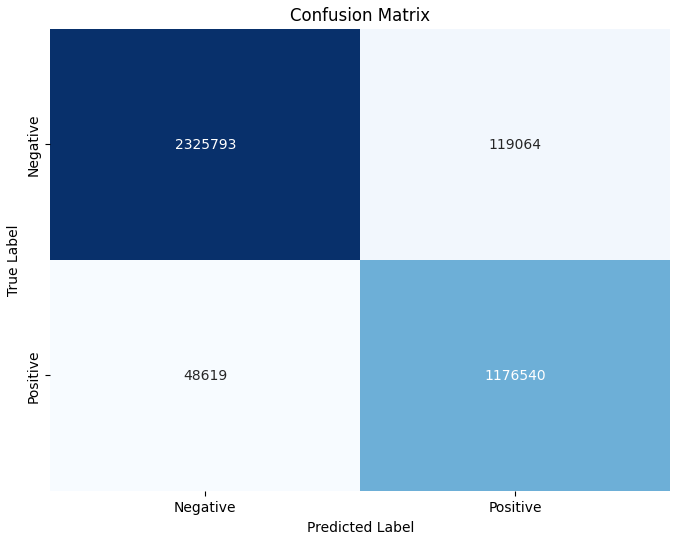 Confusion Matrix
True Label
Negative
2325793
119064
Positive
48619
1176540
Negative
Positive
Predicted Label